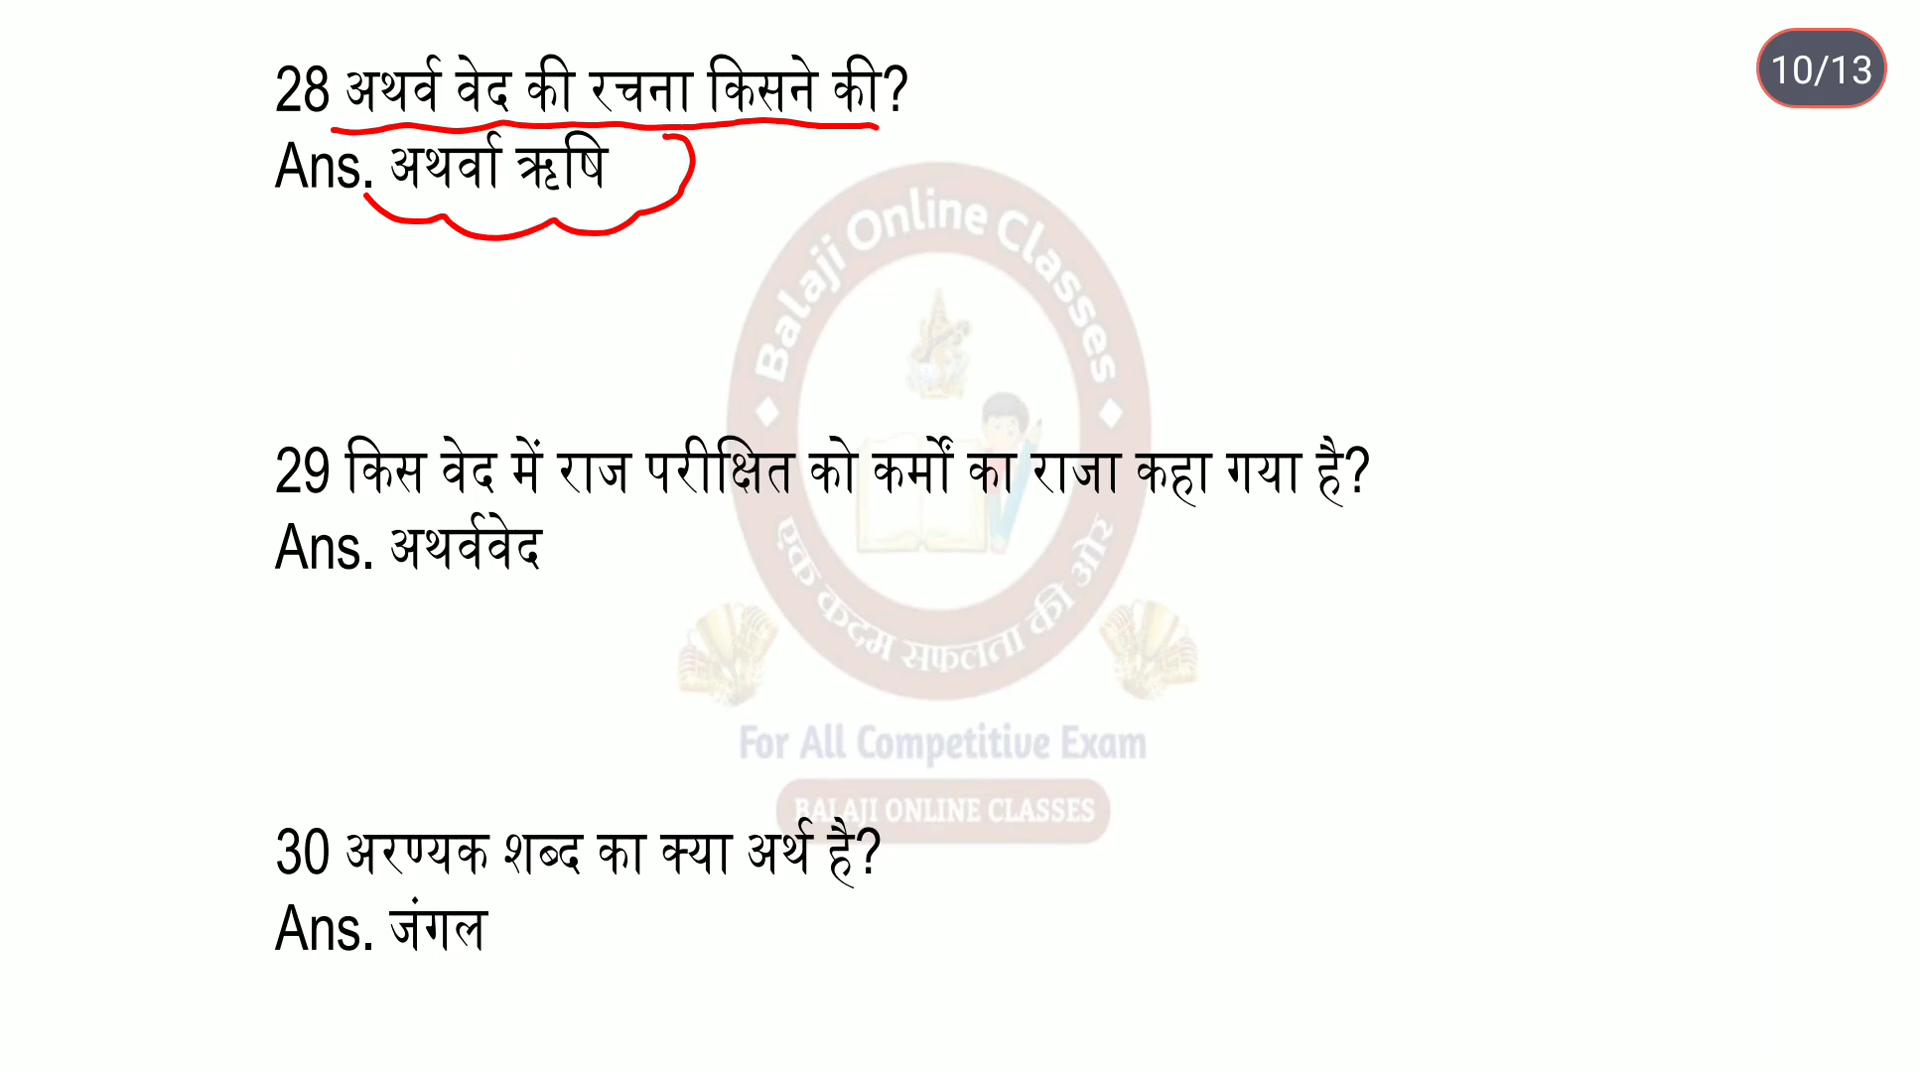 10/13
28 अथर्व वेद की रचना किसने की?
Ans. अथर्वा ऋषि
Balaji Online Classes
29 किस वेद में राज परीक्षित को कर्मों का राजा कहा गया है?
Ans. अथर्ववेद
एक कदम सफलता की ओर
For All Competitive Exam
BALAJI ONLINE CLASSES
30 अरण्यक शब्द का क्या अर्थ है?
Ans. जंगल